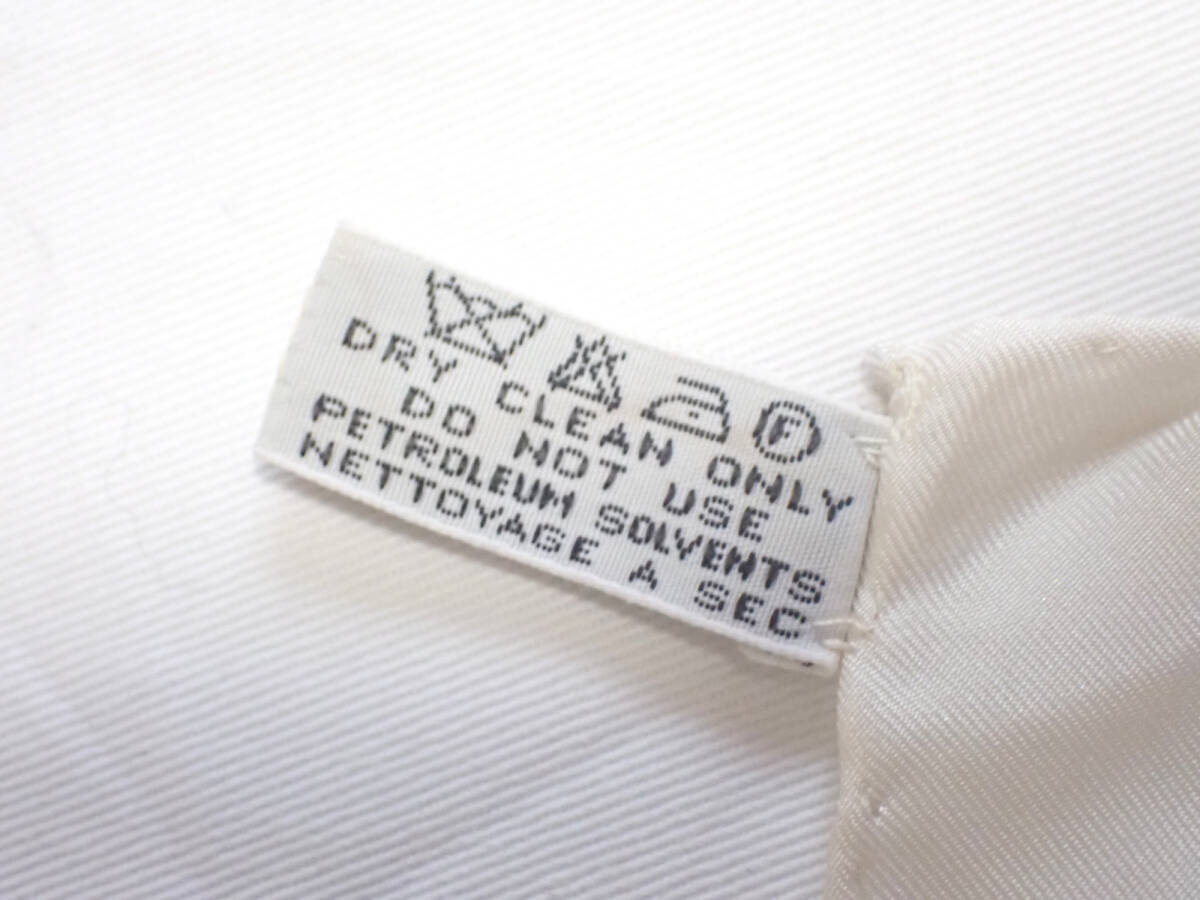 F
DRY CLEAN ONLY
DO NOT USE
PETROLEUM SOLVENTS
NETTOYAGE A SEC